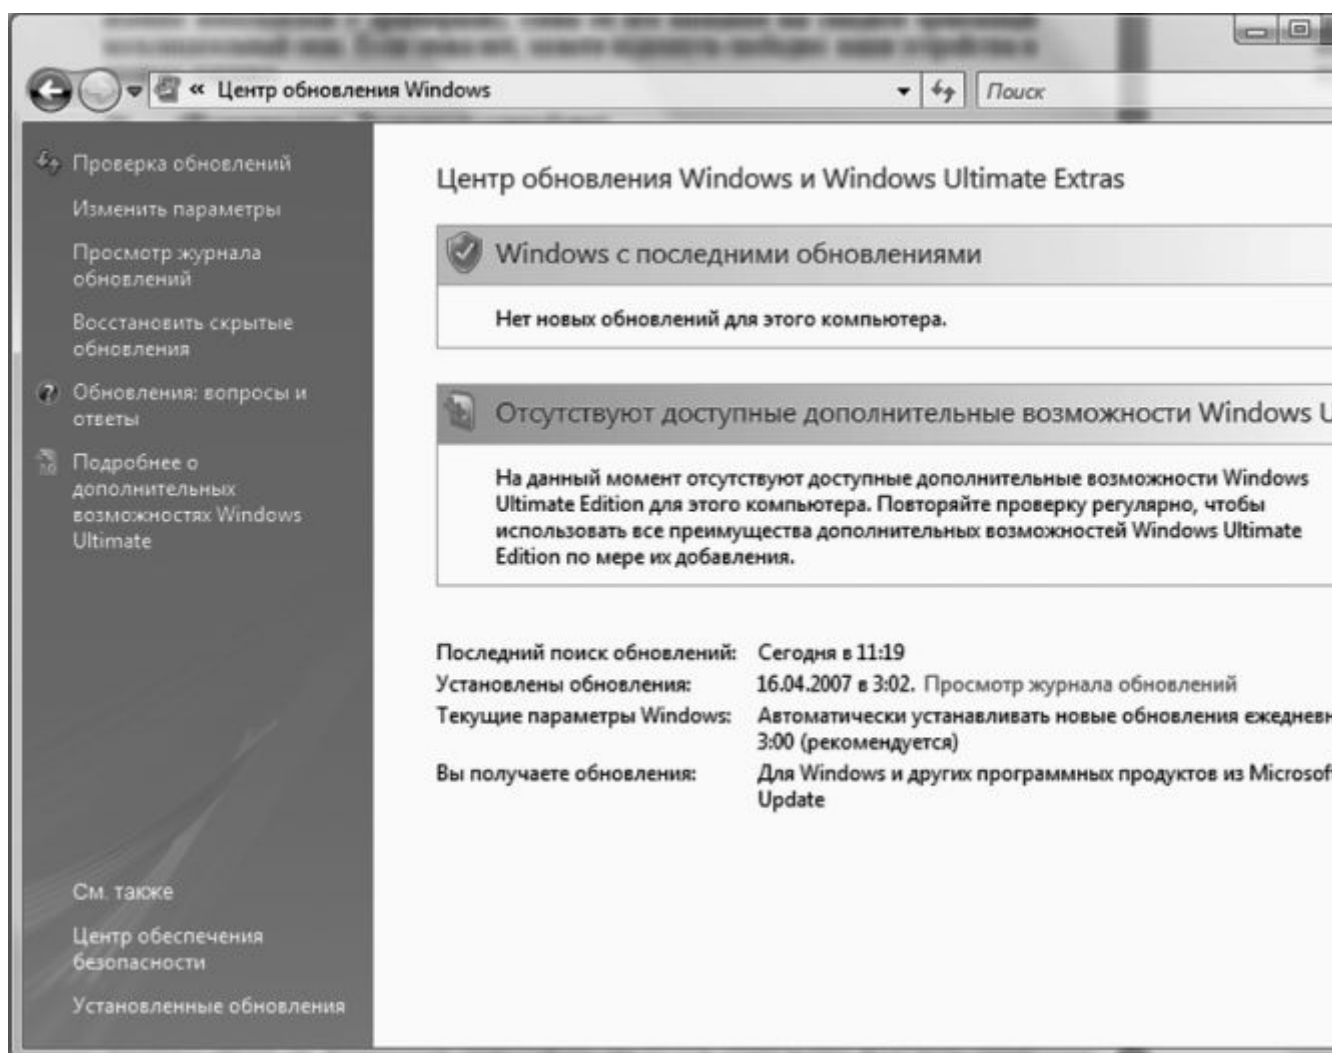 « Центр обновления Windows
Поиск
Проверка обновлений
Изменить параметры
Просмотр журнала
обновлений
Восстановить скрытые
обновления
Обновления: вопросы и
ответы
Подробнее о
дополнительных
возможностях Windows
Ultimate
См. также
Центр обеспечения
безопасности
Установленные обновления
Центр обновления Windows и Windows Ultimate Extras
Windows с последними обновлениями
Нет новых обновлений для этого компьютера.
Отсутствуют доступные дополнительные возможности Windows U
На данный момент отсутствуют доступные дополнительные возможности Windows
Ultimate Edition для этого компьютера. Повторяйте проверку регулярно, чтобы
использовать все преимущества дополнительных возможностей Windows Ultimate
Edition по мере их добавления.
Последний поиск обновлений: Сегодня в 11:19
Установлены обновления: 16.04.2007 в 3:02. Просмотр журнала обновлений
Текущие параметры Windows: Автоматически устанавливать новые обновления ежедневн
3:00 (рекомендуется)
Вы получаете обновления: Для Windows и других программных продуктов из Microsof
Update